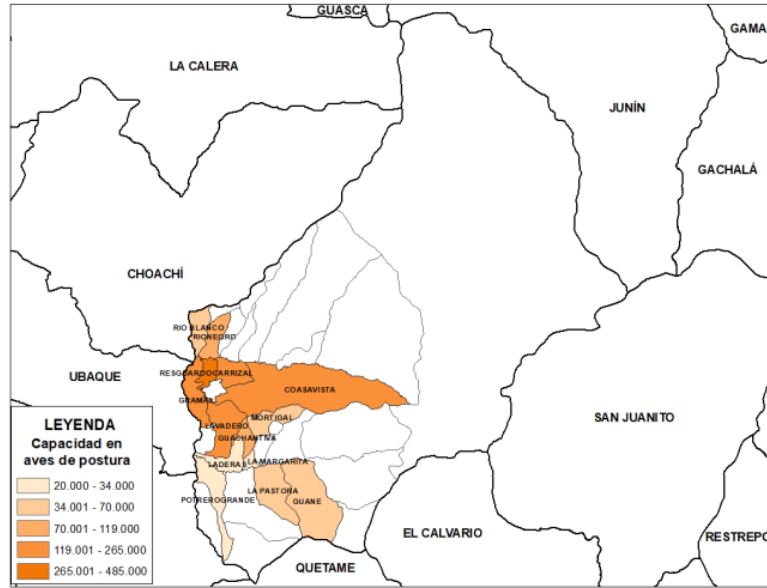 GUASCA
GAMA
LA CALERA
JUNÍN
GACHALÁ
CHOACHÍ
RIO BLANCO
RIONEGRO
UBAQUE
RESGUARDO
CARRIZAL
COASAVISTA
GRAMAL
MORTIGAL
SAN JUANITO
LAVADERO
GUACHANTIVA
LADERAS
LA MARGARITA
POTREROGRANDE
LA PASTORA
GUANE
EL CALVARIO
RESTREPO
QUETAME
LEYENDA
Capacidad en
aves de postura
20.000 - 34.000
34.001 - 70.000
70.001 - 119.000
119.001 - 265.000
265.001 - 485.000